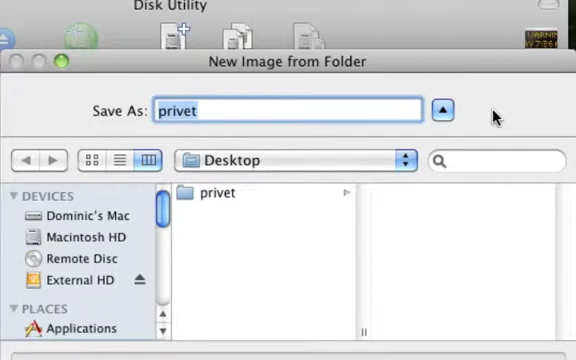 Disk Utility
WARNIN
New Image from Folder
Save As: privet
Desktop
DEVICES
privet
Dominic's Mac
Macintosh HD
Remote Disc
External HD
PLACES
Applications